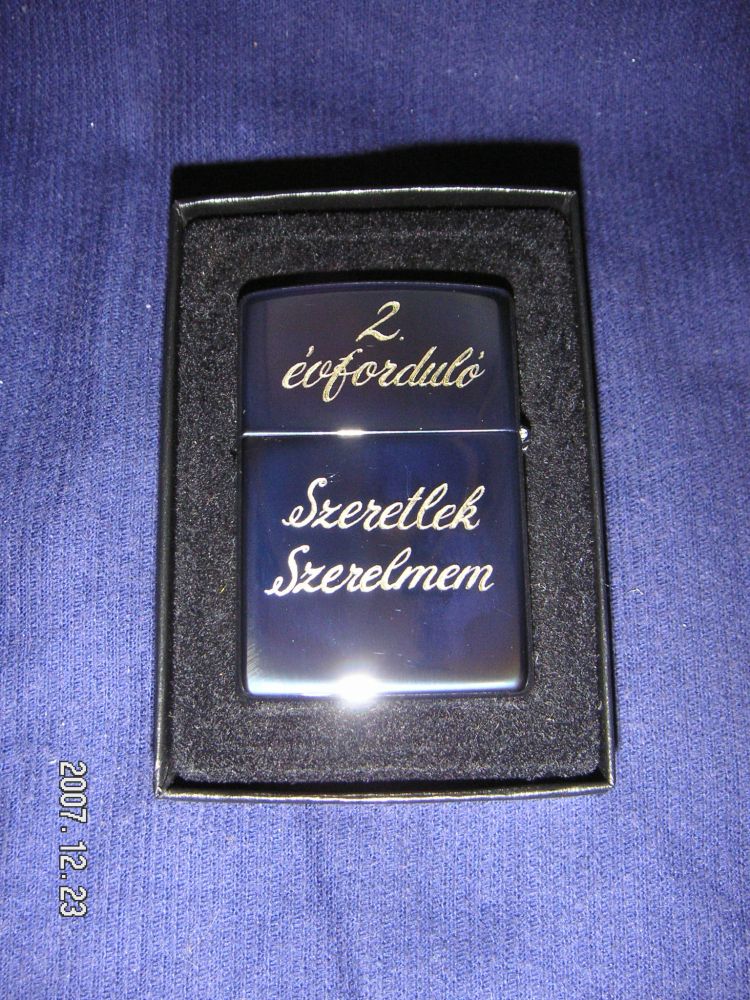 2.
évforduló
Szeretlek
Szerelmem
2007.12.23